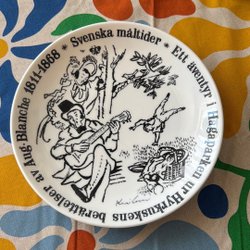 Svenska måltider * Ett äventyr i Hagaparken ur Hyrkuskens berättelser av Aug. Blanche 1811-1868 *